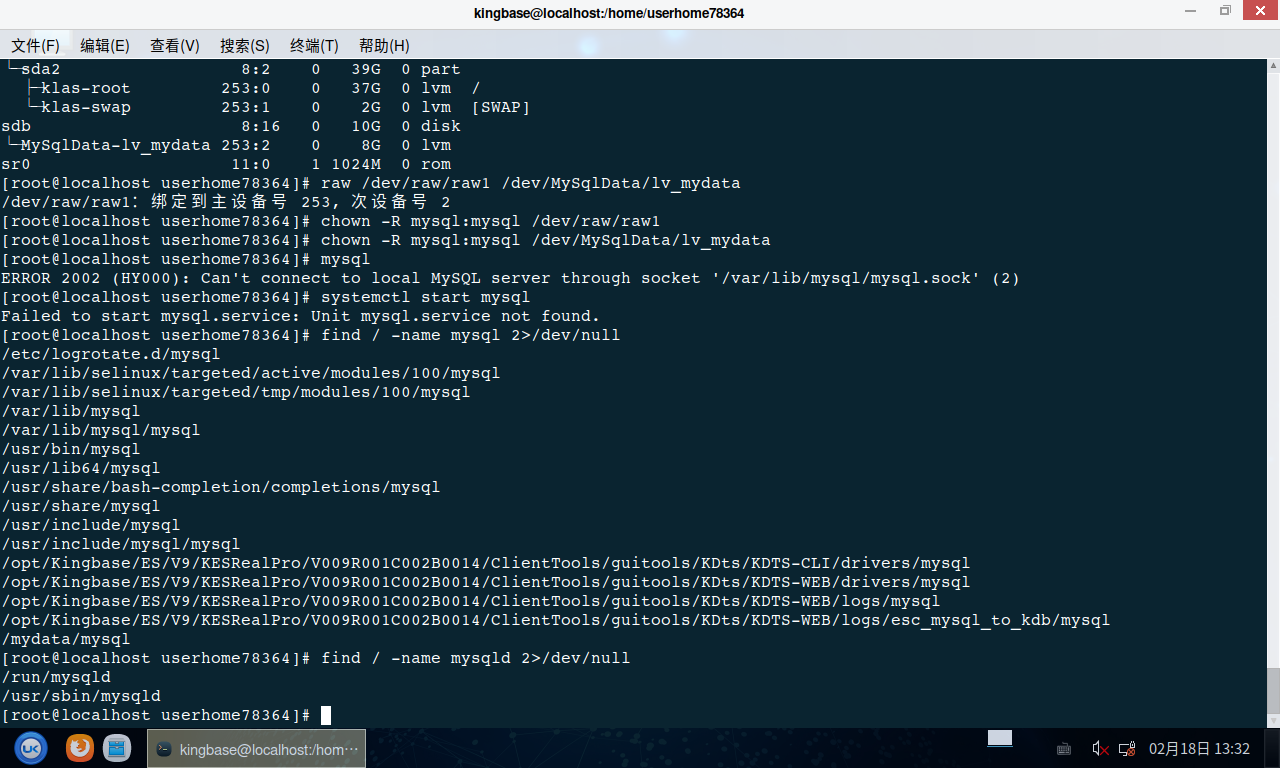 kingbase@localhost:/home/userhome78364
文件(F) 编辑(E) 查看(V) 搜索(S) 终端(T) 帮助(H)
└─sda2 8:2 0 39G 0 part
├─klas-root 253:0 0 37G 0 lvm /
└─klas-swap 253:1 0 2G 0 lvm [SWAP]
sdb 8:16 0 10G 0 disk
└─MySqlData-lv_mydata 253:2 0 8G 0 lvm
sr0 11:0 1 1024M 0 rom
[root@localhost userhome78364]# raw /dev/raw/raw1 /dev/MySqlData/lv_mydata
/dev/raw/raw1: 绑定到主设备号 253, 次设备号 2
[root@localhost userhome78364]# chown -R mysql:mysql /dev/raw/raw1
[root@localhost userhome78364]# chown -R mysql:mysql /dev/MySqlData/lv_mydata
[root@localhost userhome78364]# mysql
ERROR 2002 (HY000): Can't connect to local MySQL server through socket '/var/lib/mysql/mysql.sock' (2)
[root@localhost userhome78364]# systemctl start mysql
Failed to start mysql.service: Unit mysql.service not found.
[root@localhost userhome78364]# find / -name mysql 2>/dev/null
/etc/logrotate.d/mysql
/var/lib/selinux/targeted/active/modules/100/mysql
/var/lib/selinux/targeted/tmp/modules/100/mysql
/var/lib/mysql
/var/lib/mysql/mysql
/usr/bin/mysql
/usr/lib64/mysql
/usr/share/bash-completion/completions/mysql
/usr/share/mysql
/usr/include/mysql
/usr/include/mysql/mysql
/opt/Kingbase/ES/V9/KESRealPro/V009R001C002B0014/ClientTools/guitools/KDts/KDTS-CLI/drivers/mysql
/opt/Kingbase/ES/V9/KESRealPro/V009R001C002B0014/ClientTools/guitools/KDts/KDTS-WEB/drivers/mysql
/opt/Kingbase/ES/V9/KESRealPro/V009R001C002B0014/ClientTools/guitools/KDts/KDTS-WEB/logs/mysql
/opt/Kingbase/ES/V9/KESRealPro/V009R001C002B0014/ClientTools/guitools/KDts/KDTS-WEB/logs/esc_mysql_to_kdb/mysql
/mydata/mysql
[root@localhost userhome78364]# find / -name mysqld 2>/dev/null
/run/mysqld
/usr/sbin/mysqld
[root@localhost userhome78364]#
UK kingbase@localhost:/hom··· 02月18日 13:32